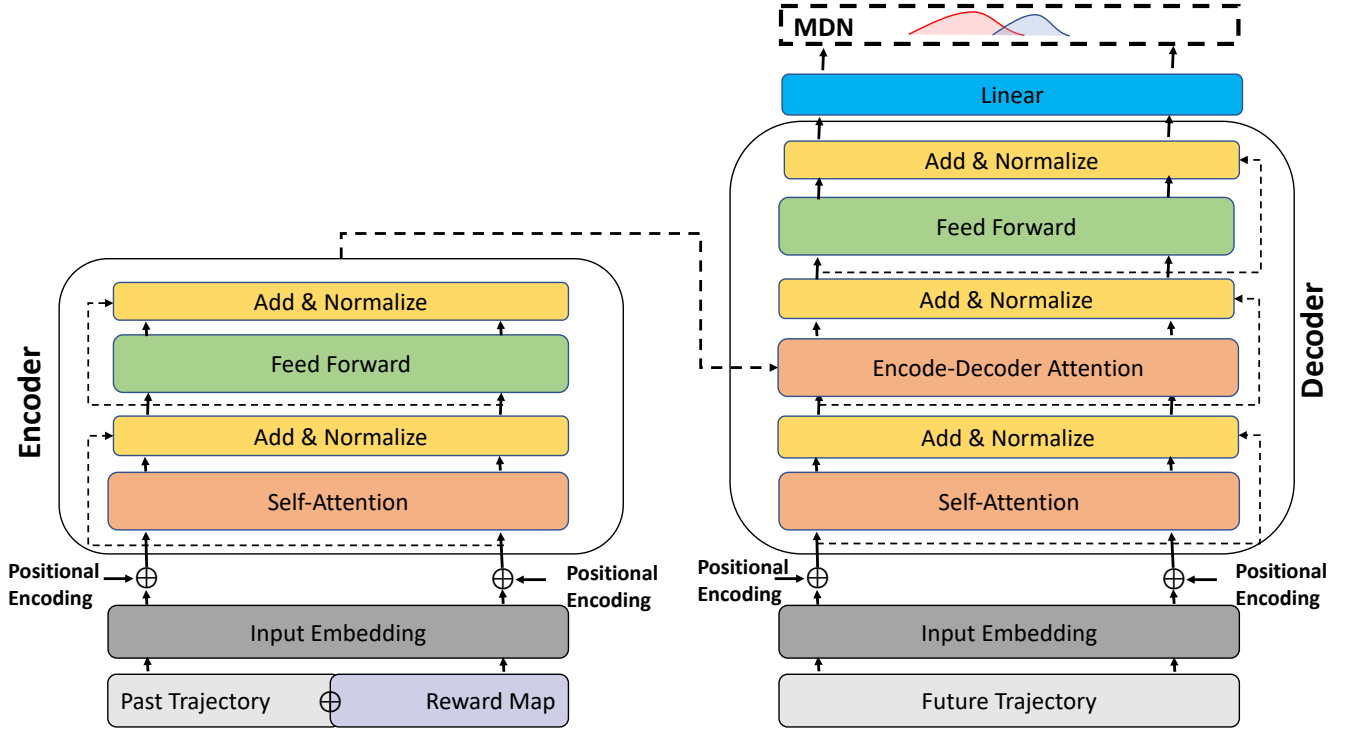 MDN
Linear
Add & Normalize
Feed Forward
Add & Normalize
Encode-Decoder Attention
Add & Normalize
Self-Attention
Decoder
Positional
Encoding
Positional
Encoding
Input Embedding
Future Trajectory
Encoder
Add & Normalize
Feed Forward
Add & Normalize
Self-Attention
Positional
Encoding
Positional
Encoding
Input Embedding
Past Trajectory
Reward Map